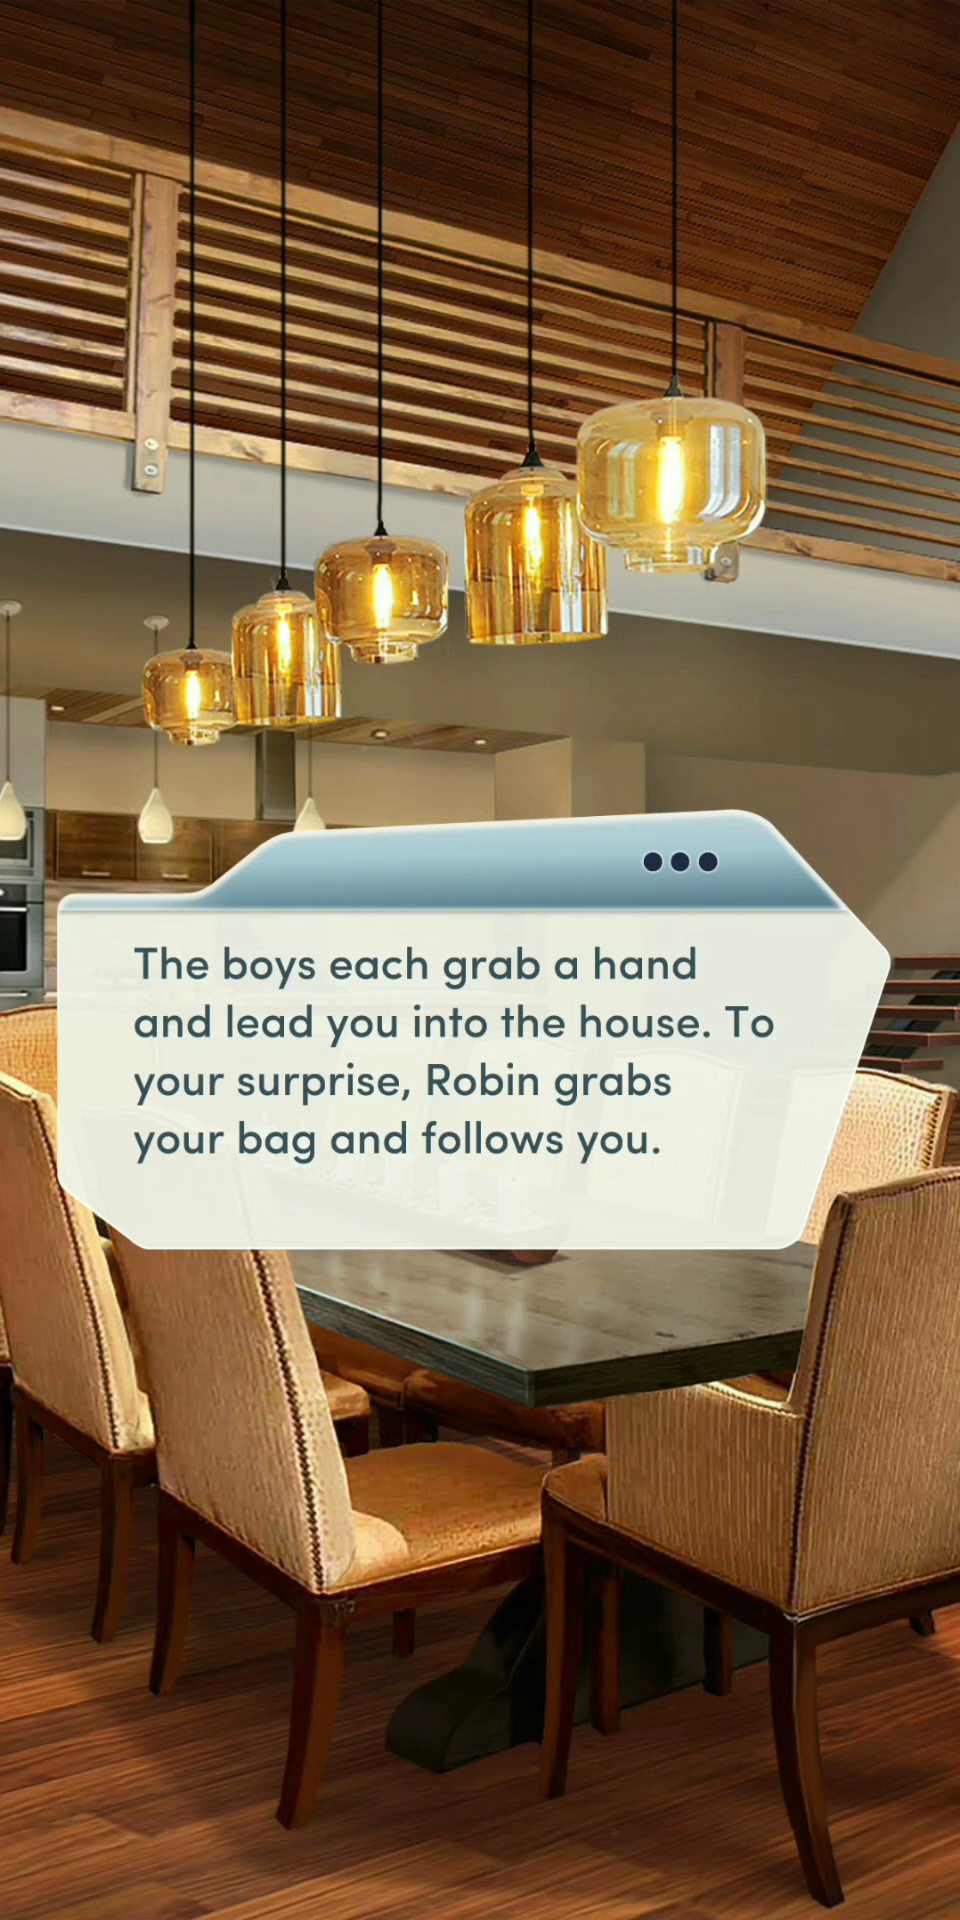 The boys each grab a hand
and lead you into the house. To
your surprise, Robin grabs
your bag and follows you.